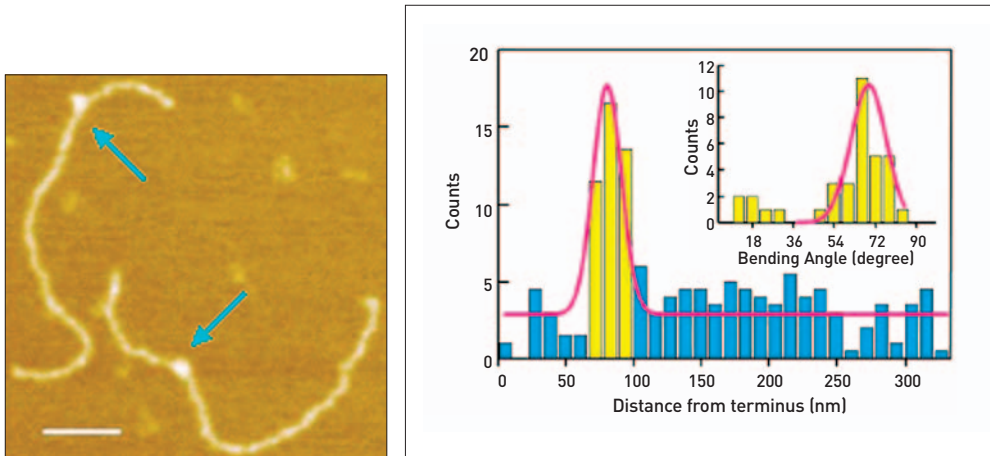 20
15
10
5
0
Counts
0 50 100 150 200 250 300
Distance from terminus (nm)
12
10
8
6
4
2
0
Counts
18 36 54 72 90
Bending Angle (degree)